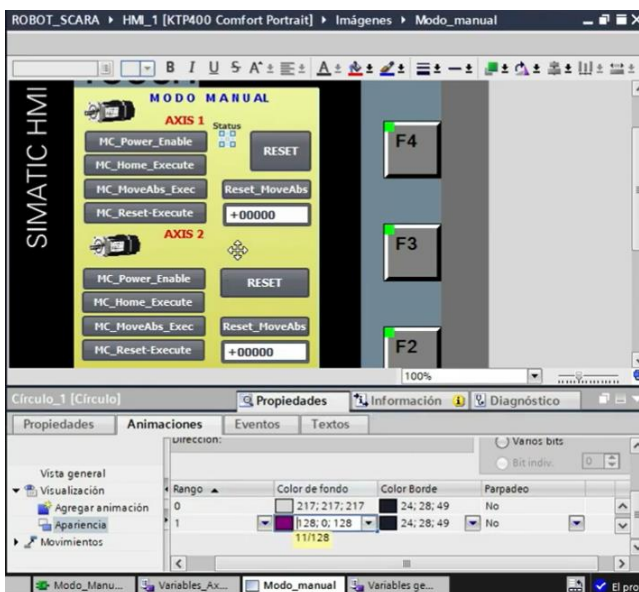 ROBOT_SCARA ▸ HMI_1 [KTP400 Comfort Portrait] ▸ Imágenes ▸ Modo_manual
B I U S A
SIMATIC HMI
MODO MANUAL
AXIS 1
Status
MC_Power_Enable
RESET
MC_Home_Execute
MC_MoveAbs_Exec Reset_MoveAbs
MC_Reset-Execute +00000
AXIS 2
MC_Power_Enable
RESET
MC_Home_Execute
MC_MoveAbs_Exec Reset_MoveAbs
MC_Reset-Execute +00000
F4
F3
F2
100%
Círculo_1 [Círculo] Propiedades Información Diagnóstico
Propiedades Animaciones Eventos Textos
Dirección: Varios bits
Bit indiv. 0
Vista general
Visualización
Agregar animación
Apariencia
Movimientos
Rango Color de fondo Color Borde Parpadeo
0 217; 217; 217 24; 28; 49 No
1 128; 0; 128 24; 28; 49 No
11/128
Modo_Manu... Variables_Ax... Modo_manual Variables ge... El pro